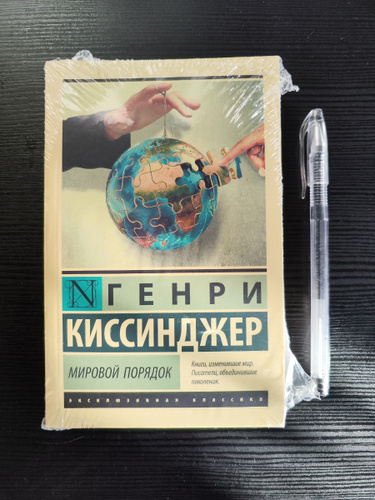 ГЕНРИ
КИССИНДЖЕР
МИРОВОЙ ПОРЯДОК
Книги, изменившие мир.
Писатели, объединившие
поколения.
ЭКСКЛЮЗИВНАЯ КЛАССИКА